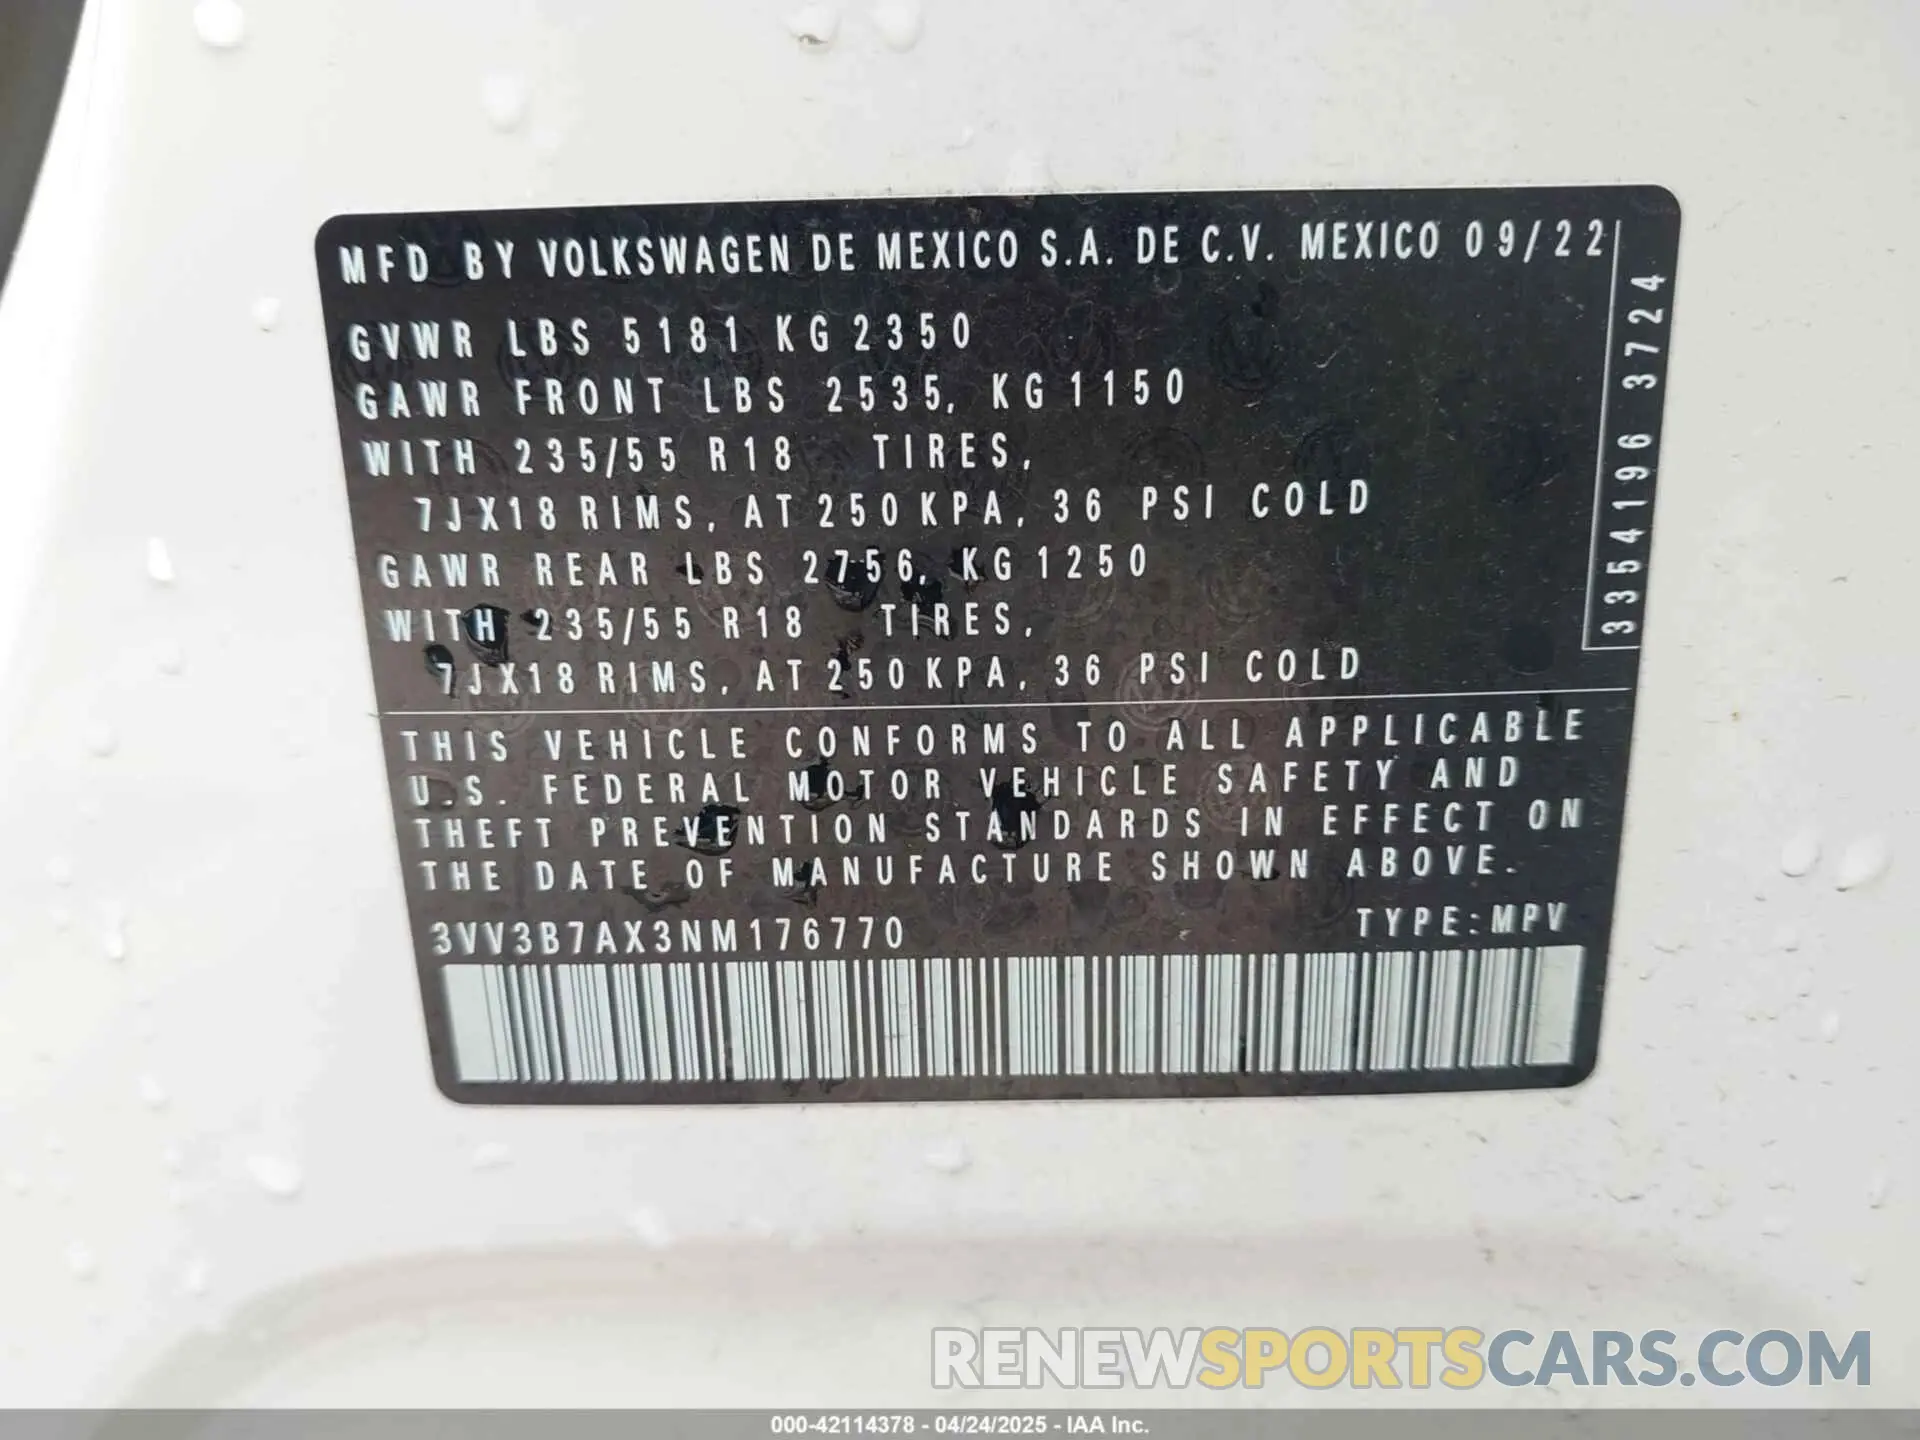 MFD BY VOLKSWAGEN DE MEXICO S.A. DE C.V. MEXICO 09/22
GVWR LBS 5181 KG 2350
GAWR FRONT LBS 2535, KG 1150
WITH 235/55 R18 TIRES,
7JX18 RIMS, AT 250 KPA, 36 PSI COLD
GAWR REAR LBS 2756, KG 1250
WITH 235/55 R18 TIRES,
7JX18 RIMS, AT 250 KPA, 36 PSI COLD
3354196 3724
THIS VEHICLE CONFORMS TO ALL APPLICABLE
U.S. FEDERAL MOTOR VEHICLE SAFETY AND
THEFT PREVENTION STANDARDS IN EFFECT ON
THE DATE OF MANUFACTURE SHOWN ABOVE.
3VV3B7AX3NM176770 TYPE:MPV
RENEWSPORTSCARS.COM
000-42114378 - 04/24/2025 - IAA Inc.